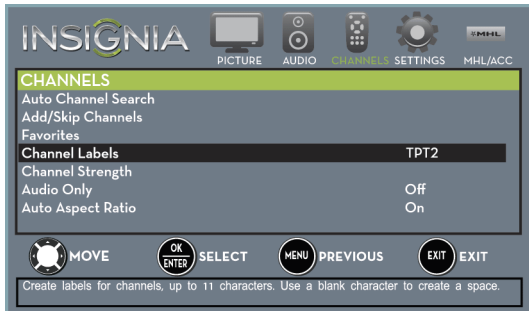 INSIGNIA
PICTURE AUDIO CHANNELS SETTINGS MHL/ACC
MHL
CHANNELS
Auto Channel Search
Add/Skip Channels
Favorites
Channel Labels TPT2
Channel Strength
Audio Only Off
Auto Aspect Ratio On
MOVE OK ENTER SELECT MENU PREVIOUS EXIT EXIT
Create labels for channels, up to 11 characters. Use a blank character to create a space.